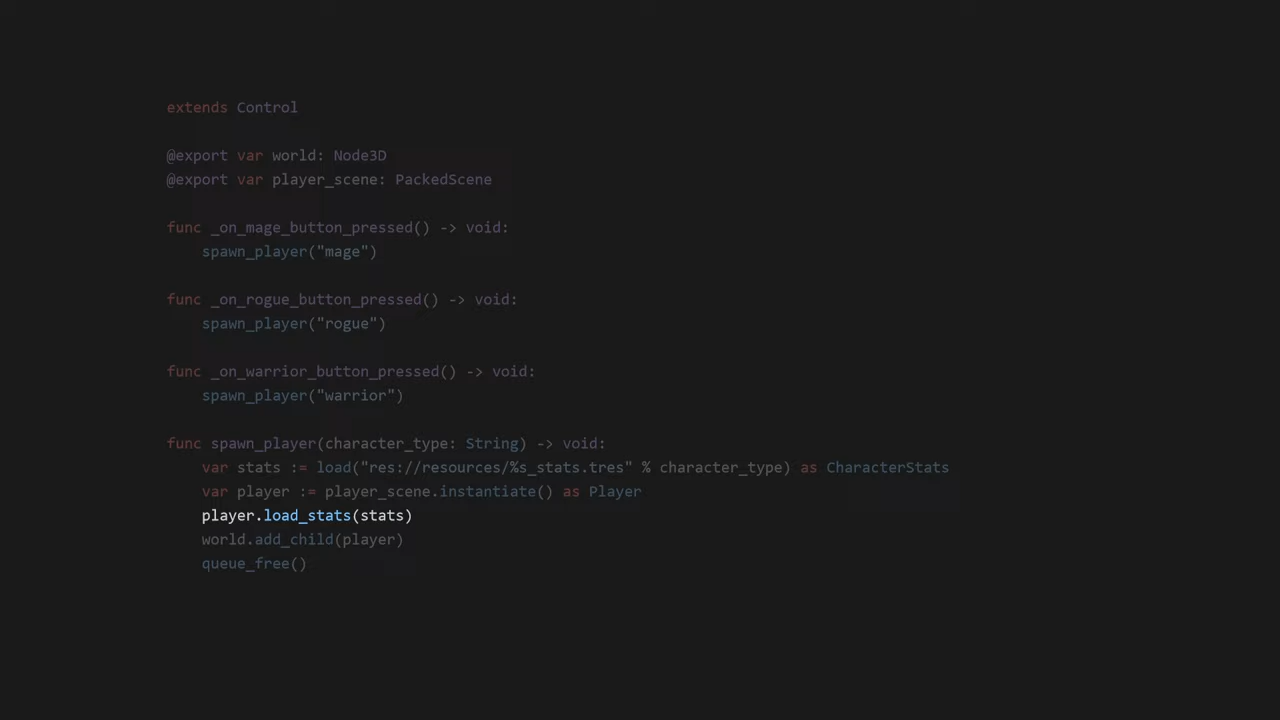 extends Control
@export var world: Node3D
@export var player_scene: PackedScene
func _on_mage_button_pressed() -> void:
spawn_player("mage")
func _on_rogue_button_pressed() -> void:
spawn_player("rogue")
func _on_warrior_button_pressed() -> void:
spawn_player("warrior")
func spawn_player(character_type: String) -> void:
var stats := load("res://resources/%s_stats.tres" % character_type) as CharacterStats
var player := player_scene.instantiate() as Player
player.load_stats(stats)
world.add_child(player)
queue_free()